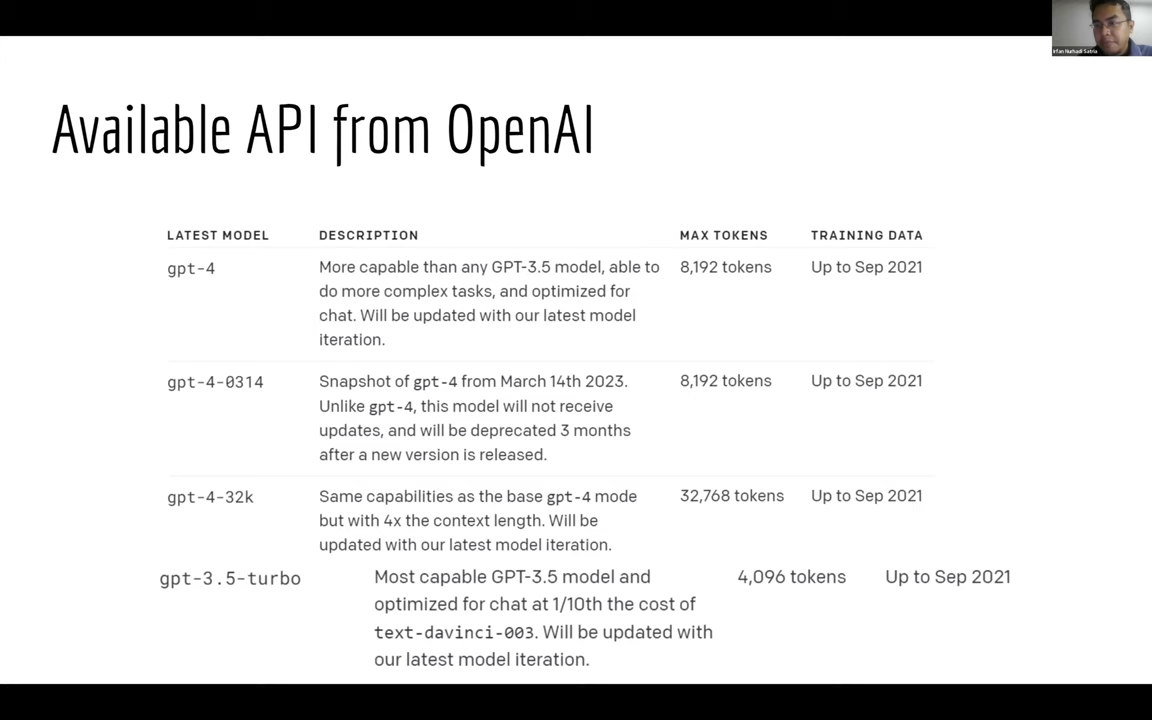 Irfan Nurhadi Satria
Available API from OpenAI
LATEST MODEL DESCRIPTION MAX TOKENS TRAINING DATA
gpt-4 More capable than any GPT-3.5 model, able to 8,192 tokens Up to Sep 2021
do more complex tasks, and optimized for
chat. Will be updated with our latest model
iteration.
gpt-4-0314 Snapshot of gpt-4 from March 14th 2023. 8,192 tokens Up to Sep 2021
Unlike gpt-4, this model will not receive
updates, and will be deprecated 3 months
after a new version is released.
gpt-4-32k Same capabilities as the base gpt-4 mode 32,768 tokens Up to Sep 2021
but with 4x the context length. Will be
updated with our latest model iteration.
gpt-3.5-turbo Most capable GPT-3.5 model and 4,096 tokens Up to Sep 2021
optimized for chat at 1/10th the cost of
text-davinci-003. Will be updated with
our latest model iteration.